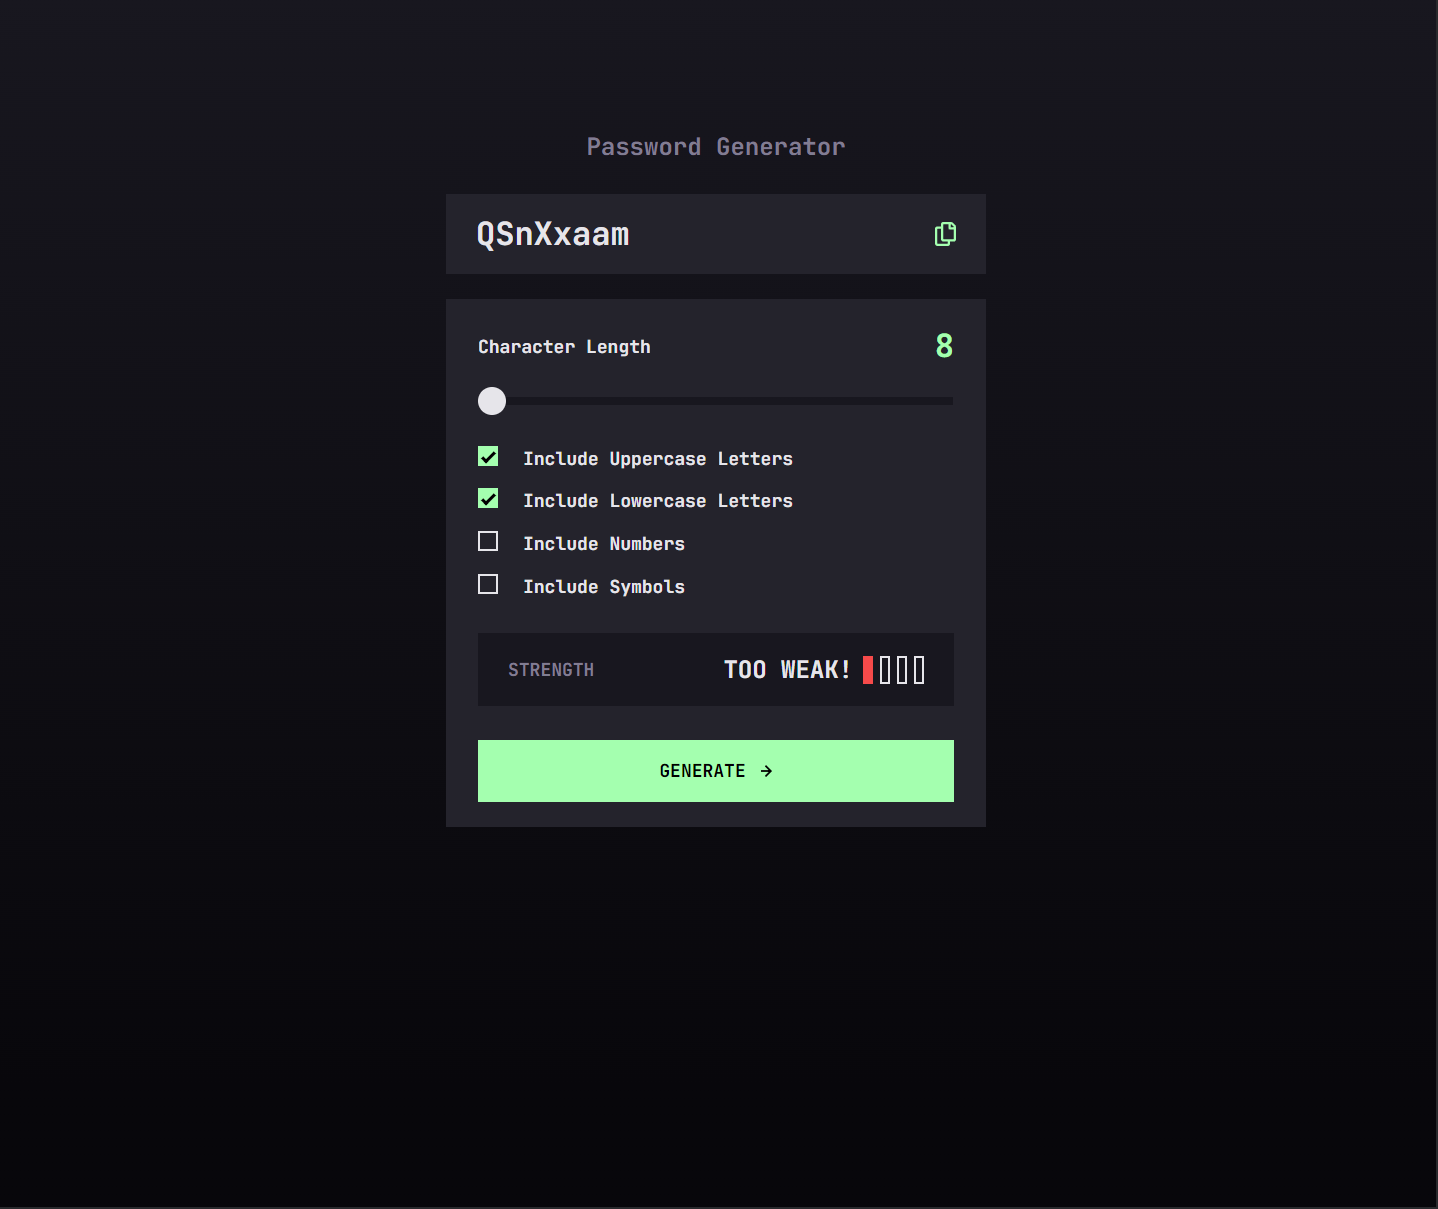 Password Generator
QSnXxaam
Character Length 8
Include Uppercase Letters
Include Lowercase Letters
Include Numbers
Include Symbols
STRENGTH TOO WEAK!
GENERATE →